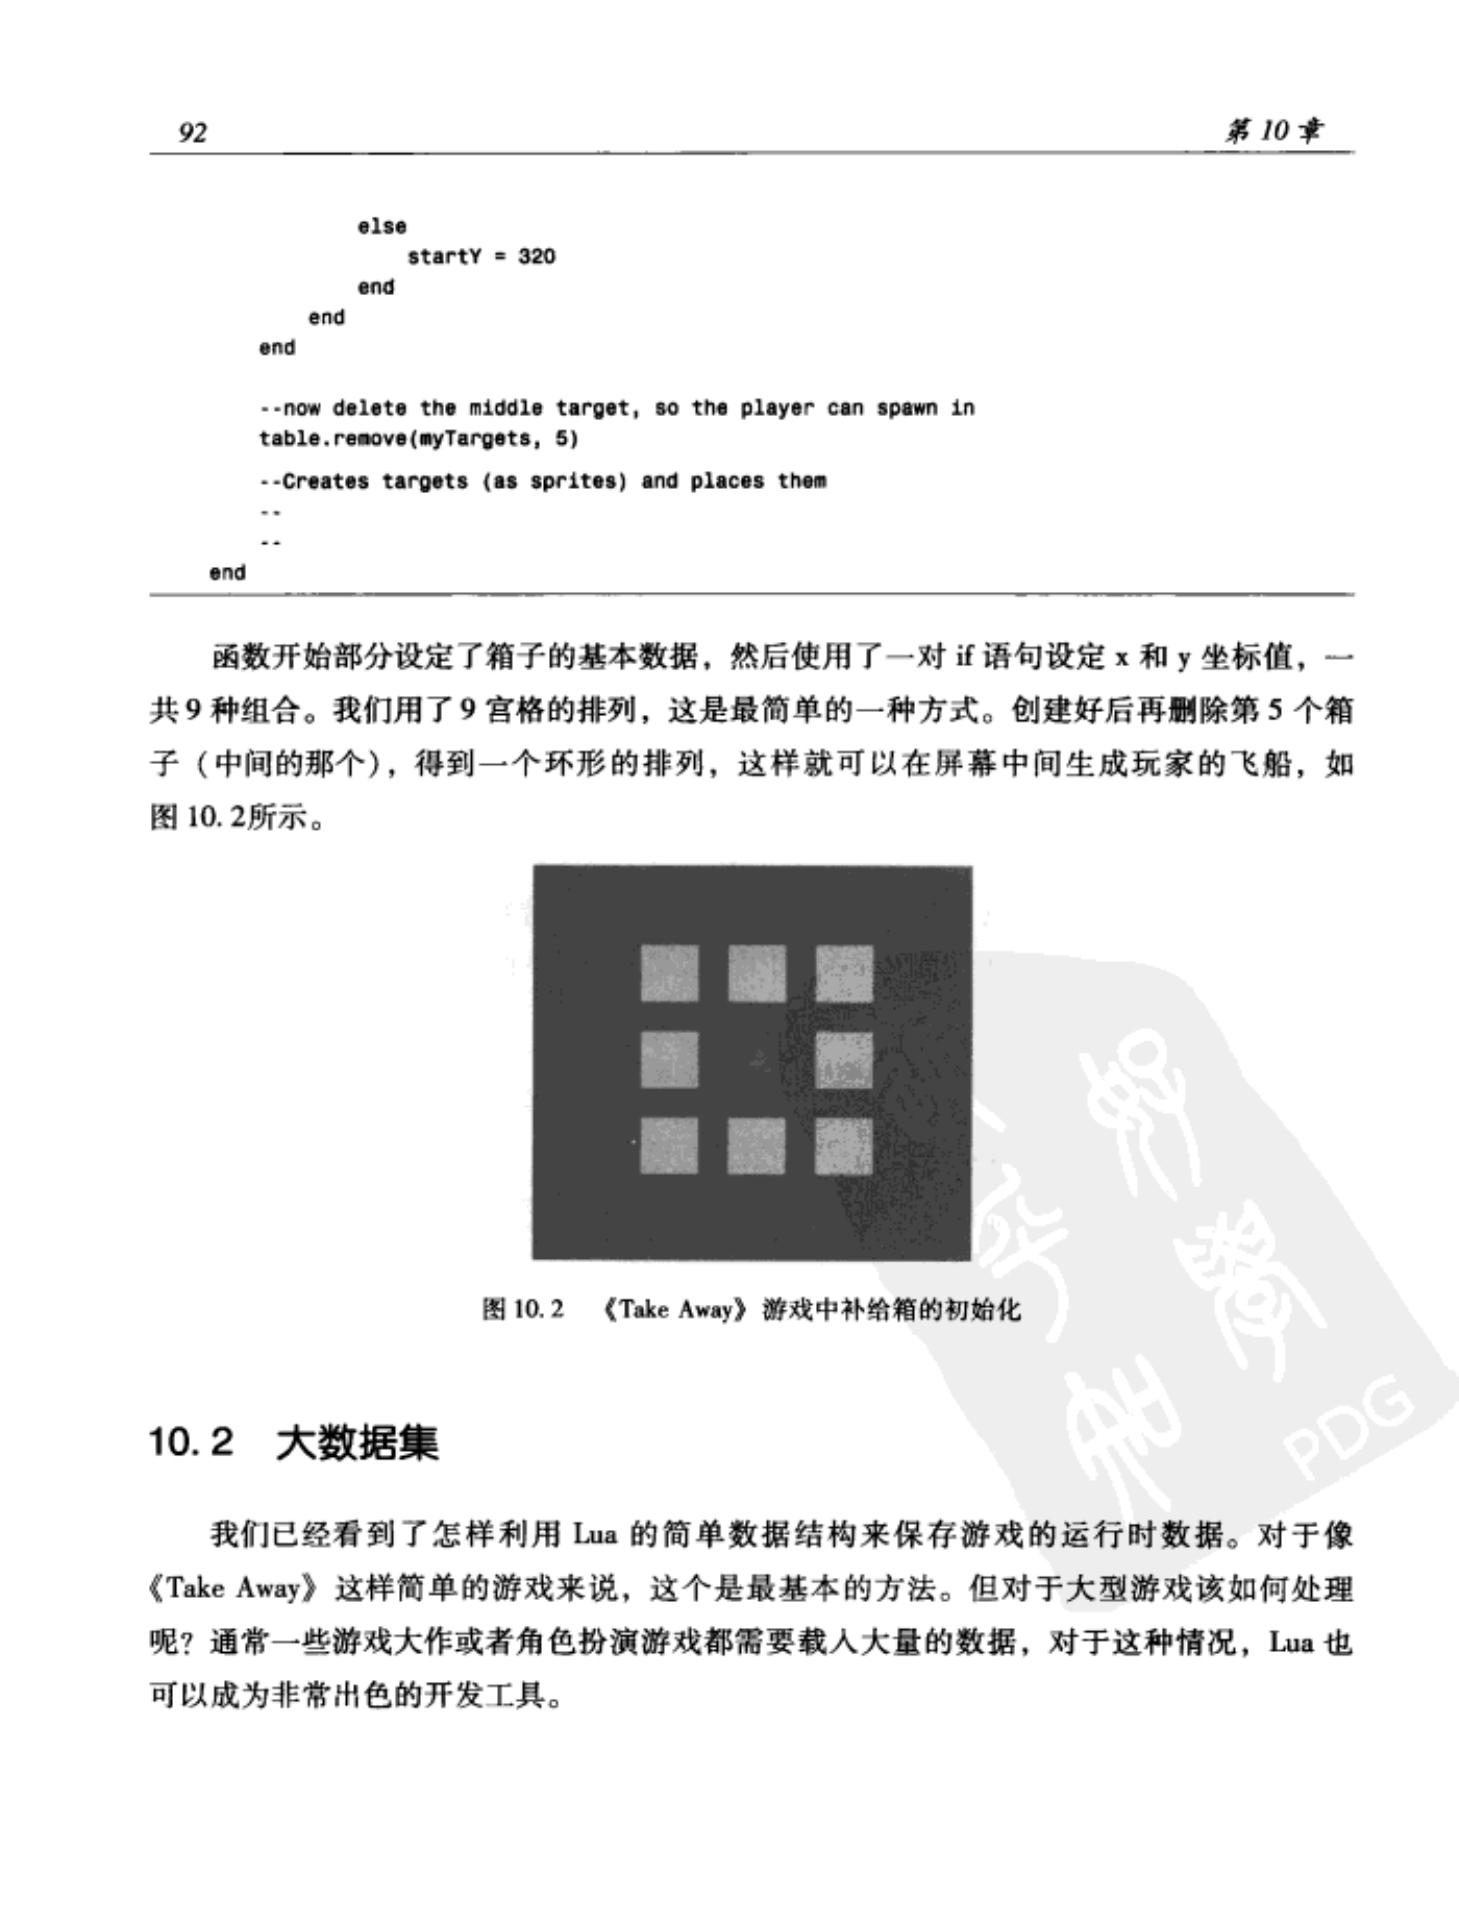 92
第 10 章
else
startY = 320
end
end
end
--now delete the middle target, so the player can spawn in
table.remove(myTargets, 5)
--Creates targets (as sprites) and places them
--
--
end
函数开始部分设定了箱子的基本数据，然后使用了一对 if 语句设定 x 和 y 坐标值，一
共 9 种组合。我们用了 9 宫格的排列，这是最简单的一种方式。创建好后再删除第 5 个箱
子（中间的那个），得到一个环形的排列，这样就可以在屏幕中间生成玩家的飞船，如
图 10. 2所示。
图 10. 2 《Take Away》游戏中补给箱的初始化
10. 2 大数据集
我们已经看到了怎样利用 Lua 的简单数据结构来保存游戏的运行时数据。对于像
《Take Away》这样简单的游戏来说，这个是最基本的方法。但对于大型游戏该如何处理
呢？通常一些游戏大作或者角色扮演游戏都需要载入大量的数据，对于这种情况，Lua 也
可以成为非常出色的开发工具。
PDG